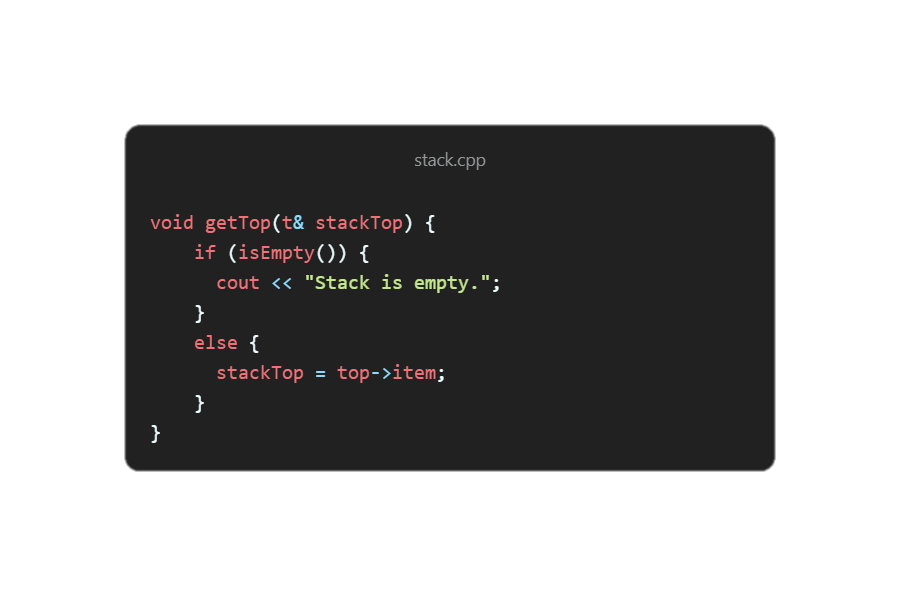 stack.cpp
void getTop(t& stackTop) {
    if (isEmpty()) {
      cout << "Stack is empty.";
    }
    else {
      stackTop = top->item;
    }
}